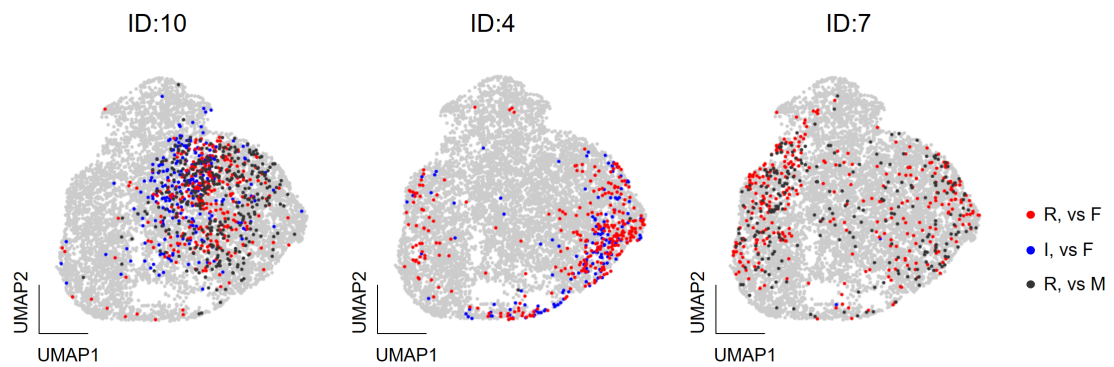 ID:10
ID:4
ID:7
R, vs F
I, vs F
R, vs M
UMAP2
UMAP1
UMAP2
UMAP1
UMAP2
UMAP1